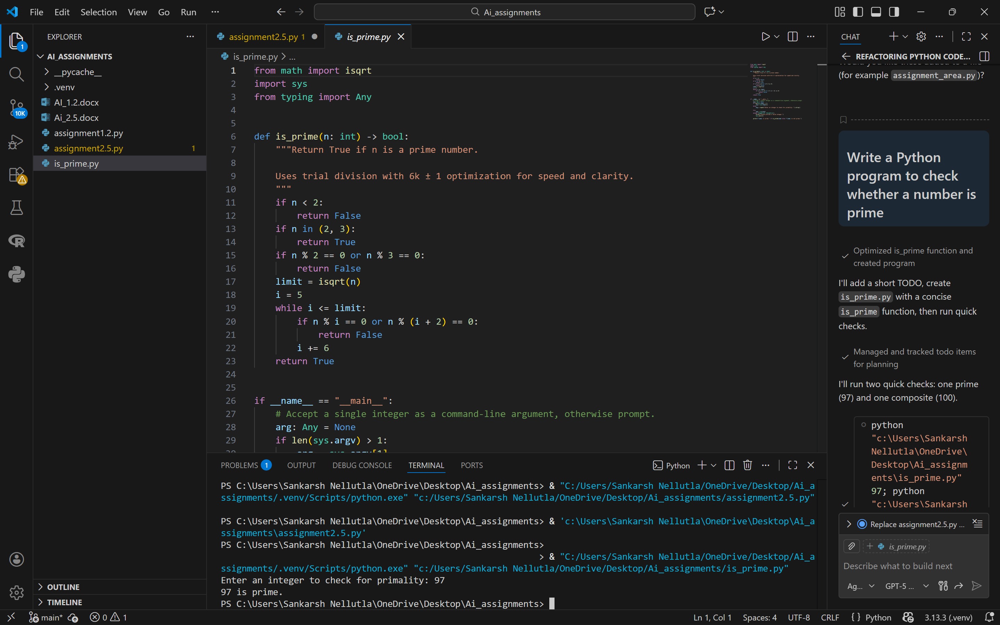 File Edit Selection View Go Run ···
Ai_assignments
EXPLORER
AI_ASSIGNMENTS
__pycache__
.venv
AI_1.2.docx
Ai_2.5.docx
assignment1.2.py
assignment2.5.py 1
is_prime.py
OUTLINE
TIMELINE
1
10K
assignment2.5.py 1
is_prime.py
is_prime.py > ...
1 from math import isqrt
2 import sys
3 from typing import Any
4
5
6 def is_prime(n: int) -> bool:
7 """Return True if n is a prime number.
8
9 Uses trial division with 6k ± 1 optimization for speed and clarity.
10 """
11 if n < 2:
12 return False
13 if n in (2, 3):
14 return True
15 if n % 2 == 0 or n % 3 == 0:
16 return False
17 limit = isqrt(n)
18 i = 5
19 while i <= limit:
20 if n % i == 0 or n % (i + 2) == 0:
21 return False
22 i += 6
23 return True
24
25
26 if __name__ == "__main__":
27 # Accept a single integer as a command-line argument, otherwise prompt.
28 arg: Any = None
29 if len(sys.argv) > 1:
PROBLEMS 1 OUTPUT DEBUG CONSOLE TERMINAL PORTS
Python
PS C:\Users\Sankarsh Nellutla\OneDrive\Desktop\Ai_assignments> & "C:/Users/Sankarsh Nellutla/OneDrive/Desktop/Ai_a
ssignments/.venv/Scripts/python.exe" "c:/Users/Sankarsh Nellutla/OneDrive/Desktop/Ai_assignments/assignment2.5.py"
PS C:\Users\Sankarsh Nellutla\OneDrive\Desktop\Ai_assignments> & 'c:\Users\Sankarsh Nellutla\OneDrive\Desktop\Ai_a
ssignments\assignment2.5.py'
PS C:\Users\Sankarsh Nellutla\OneDrive\Desktop\Ai_assignments>
> & "C:/Users/Sankarsh Nellutla/OneDrive/Desktop/Ai_a
ssignments/.venv/Scripts/python.exe" "c:/Users/Sankarsh Nellutla/OneDrive/Desktop/Ai_assignments/is_prime.py"
Enter an integer to check for primality: 97
97 is prime.
PS C:\Users\Sankarsh Nellutla\OneDrive\Desktop\Ai_assignments>
CHAT
REFACTORING PYTHON CODE...
(for example assignment_area.py)?
Write a Python
program to check
whether a number is
prime
Optimized is_prime function and
created program
I'll add a short TODO, create
is_prime.py with a concise
is_prime function, then run quick
checks.
Managed and tracked todo items
for planning
I'll run two quick checks: one prime
(97) and one composite (100).
python
"c:\Users\Sankarsh
Nellutla\OneDrive\
Desktop\Ai_assignm
ents\is_prime.py"
97; python
"c:\Users\Sankarsh
Replace assignment2.5.py ...
is_prime.py
Describe what to build next
Ag... GPT-5 ...
main* 0 1
Ln 1, Col 1 Spaces: 4 UTF-8 CRLF {} Python 3.13.3 (.venv)